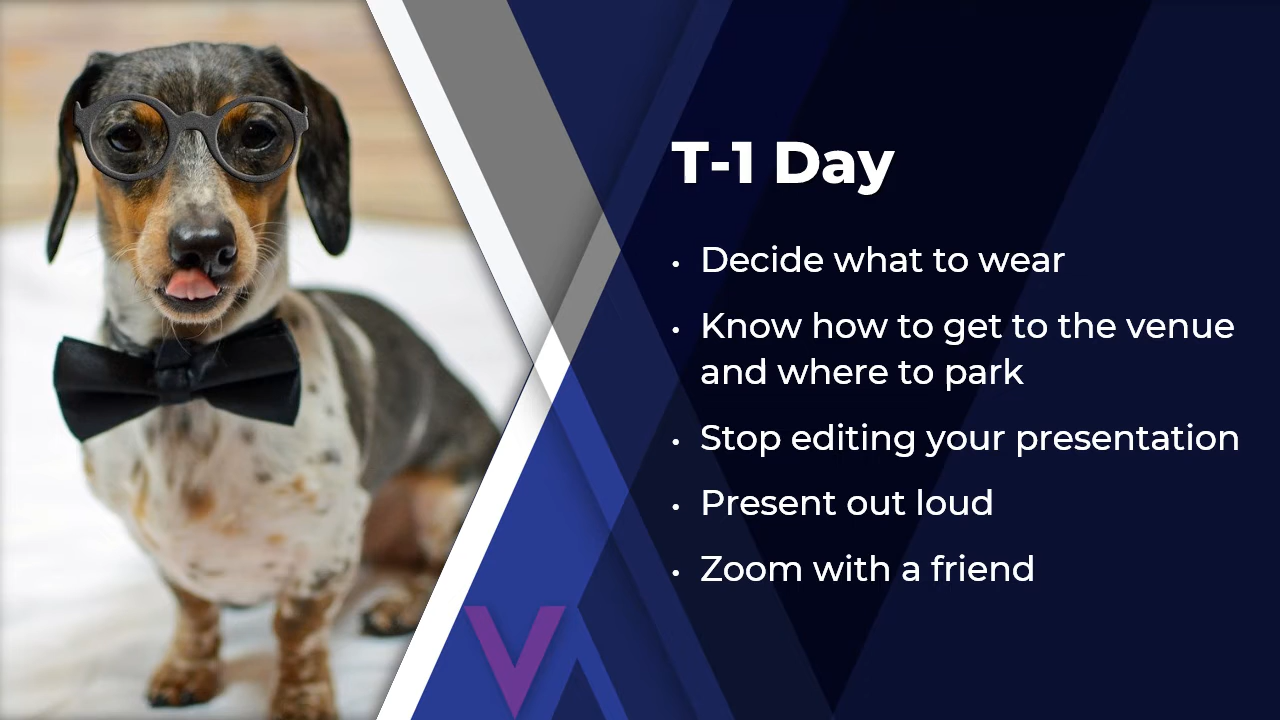 T-1 Day
• Decide what to wear
• Know how to get to the venue
and where to park
• Stop editing your presentation
• Present out loud
• Zoom with a friend